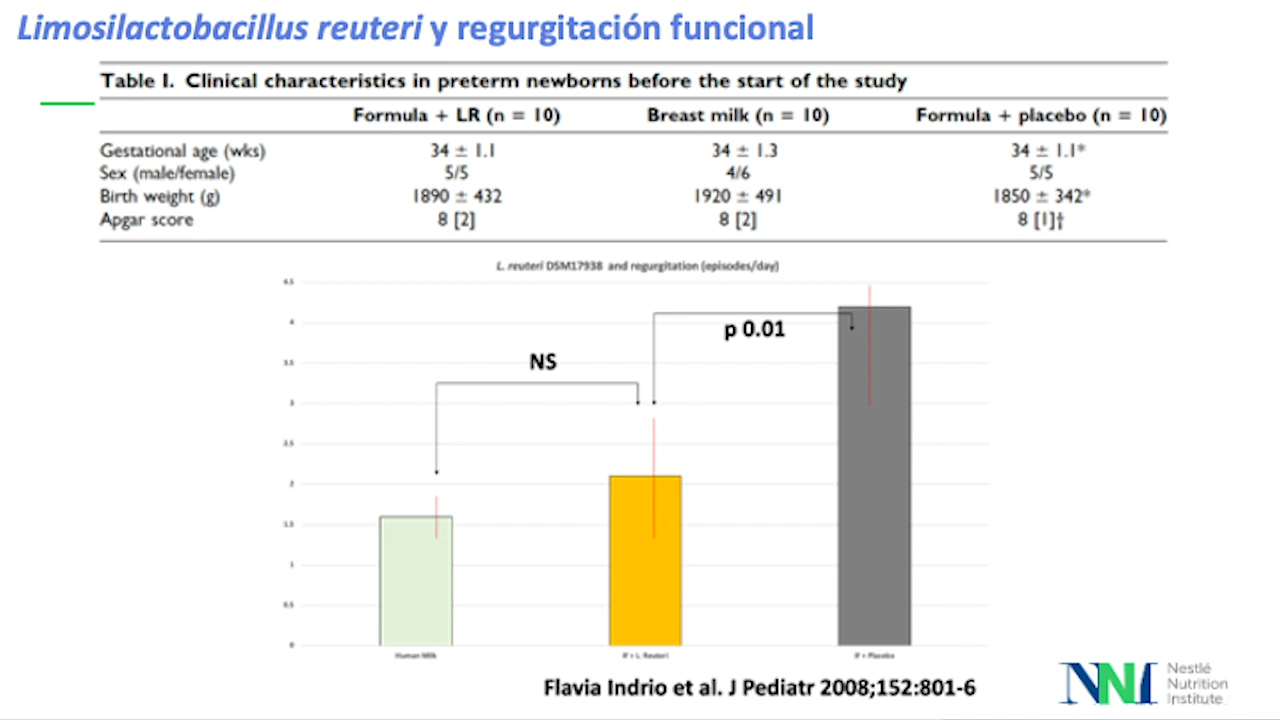 Limosilactobacillus reuteri y regurgitación funcional
Table I. Clinical characteristics in preterm newborns before the start of the study
Formula + LR (n = 10) Breast milk (n = 10) Formula + placebo (n = 10)
Gestational age (wks) 34 ± 1.1 34 ± 1.3 34 ± 1.1*
Sex (male/female) 5/5 4/6 5/5
Birth weight (g) 1890 ± 432 1920 ± 491 1850 ± 342*
Apgar score 8 [2] 8 [2] 8 [1]†
L. reuteri DSM17938 and regurgitation (episodes/day)
4.5
4
p 0.01
3.5
NS
3
2.5
2
1.5
1
0.5
0
Human Milk IF + L. Reuteri IF + Placebo
Flavia Indrio et al. J Pediatr 2008;152:801-6
NNI
Nestlé
Nutrition
Institute.